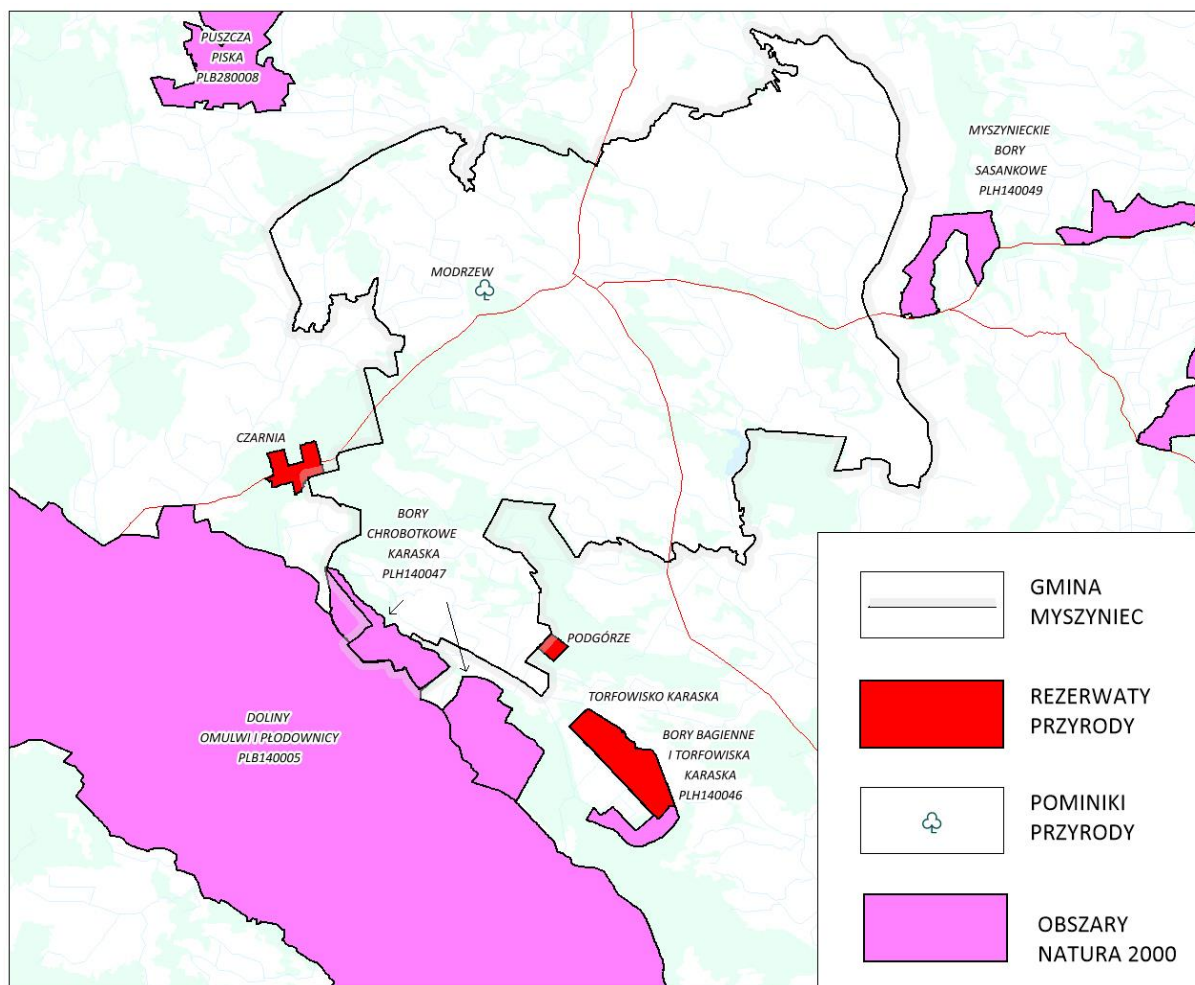 PUSZCZA
PISKA
PLB280008
MYSZYNIECKIE
BORY
SASANKOWE
PLH140049
MODRZEW
CZARNIA
BORY
CHROBOTKOWE
KARASKA
PLH140047
PODGÓRZE
TORFOWISKO KARASKA
BORY BAGIENNE
I TORFOWISKA
KARASKA
PLH140046
DOLINY
OMULWI I PŁODOWNICY
PLB140005
GMINA
MYSZYNIEC
REZERWATY
PRZYRODY
POMINIKI
PRZYRODY
OBSZARY
NATURA 2000